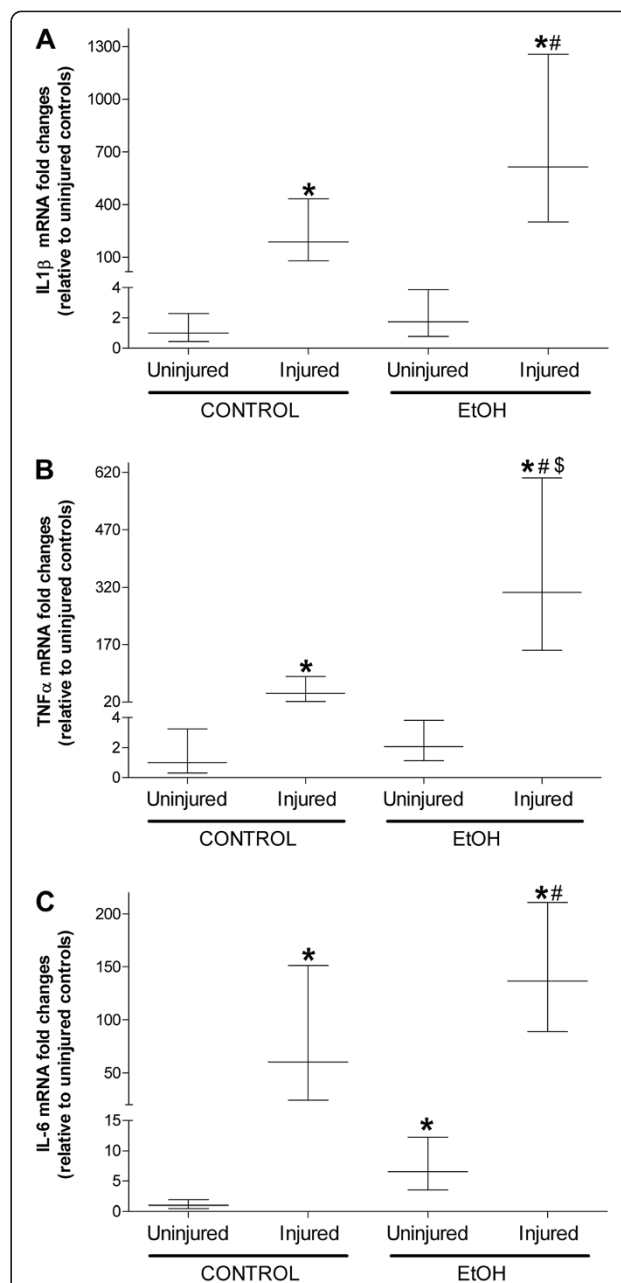 A
IL1β mRNA fold changes
(relative to uninjured controls)
1300
1000
700
400
100
4
2
0
*
*#
Uninjured Injured Uninjured Injured
CONTROL EtOH
B
TNFα mRNA fold changes
(relative to uninjured controls)
620
470
320
170
20
4
2
0
*
*#$
Uninjured Injured Uninjured Injured
CONTROL EtOH
C
IL-6 mRNA fold changes
(relative to uninjured controls)
200
150
100
50
15
10
5
0
*
*
*#
Uninjured Injured Uninjured Injured
CONTROL EtOH